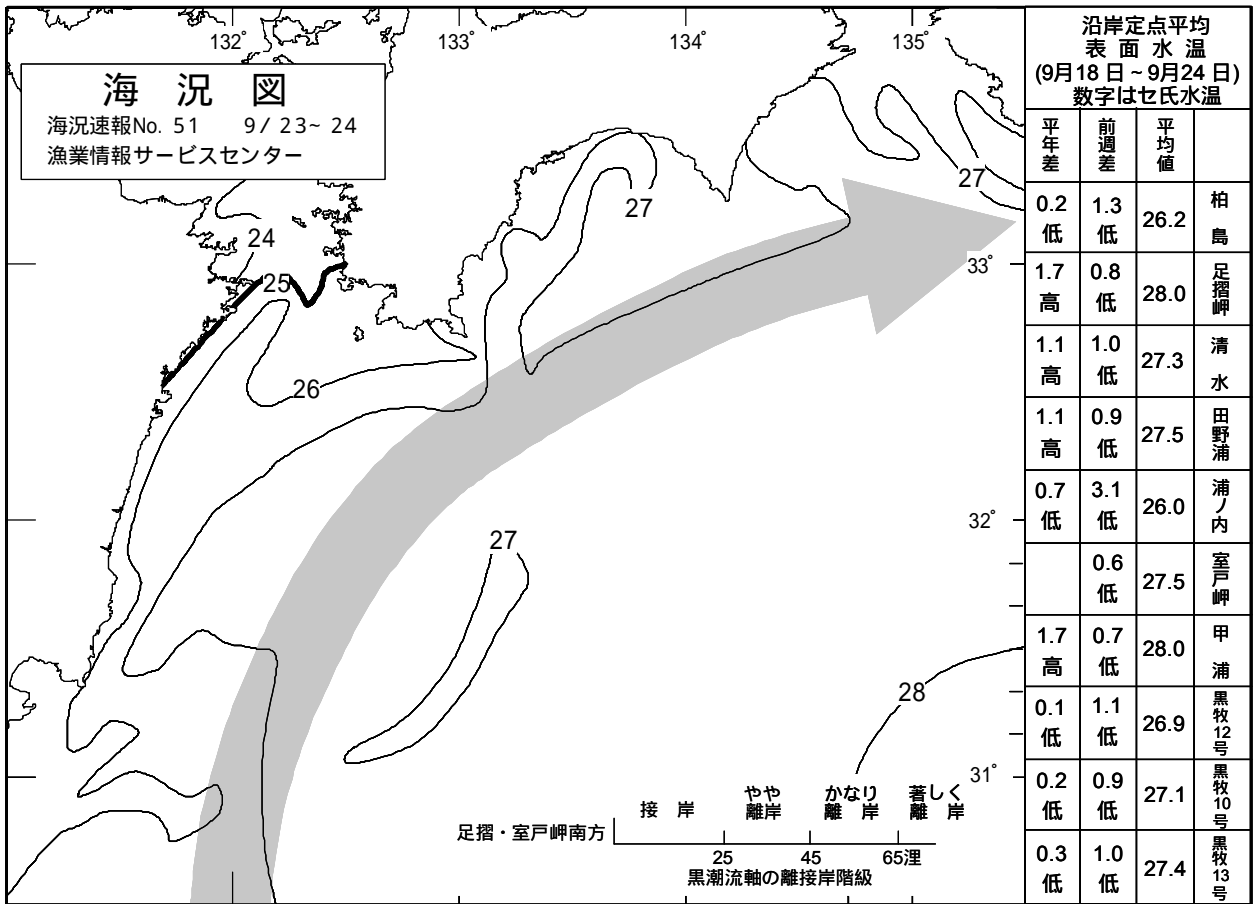 132°
133°
134°
135°
海 況 図
海況速報No. 51 9/ 23~ 24
漁業情報サービスセンター
27
27
24
25
33°
26
32°
27
28
31°
接 岸
やや
離岸
かなり
離 岸
著しく
離 岸
足摺・室戸岬南方
25 45 65浬
黒潮流軸の離接岸階級
沿岸定点平均
表 面 水 温
(9月18 日 ~ 9月24 日)
数字はセ氏水温
平年差 前週差 平均値
0.2低 1.3低 26.2 柏島
1.7高 0.8低 28.0 足摺岬
1.1高 1.0低 27.3 清水
1.1高 0.9低 27.5 田野浦
0.7低 3.1低 26.0 浦ノ内
0.6低 27.5 室戸岬
1.7高 0.7低 28.0 甲浦
0.1低 1.1低 26.9 黒牧12号
0.2低 0.9低 27.1 黒牧10号
0.3低 1.0低 27.4 黒牧13号